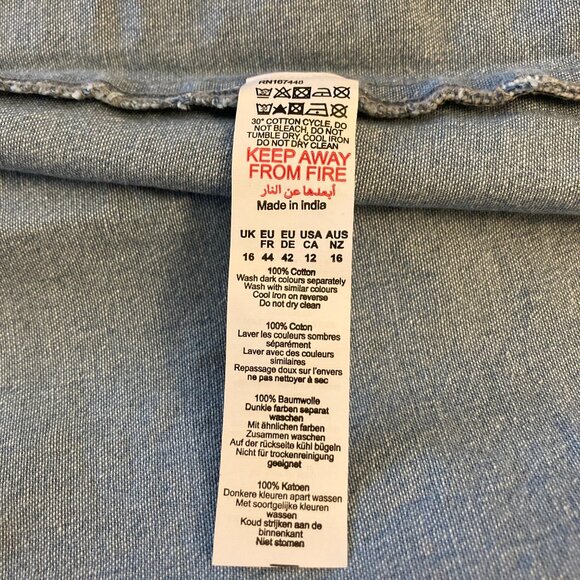 RN167440
30° COTTON CYCLE, DO
NOT BLEACH, DO NOT
TUMBLE DRY, COOL IRON
DO NOT DRY CLEAN
KEEP AWAY
FROM FIRE
أبعدها عن النار
Made in India
UK EU EU USA AUS
FR DE CA NZ
16 44 42 12 16
100% Cotton
Wash dark colours separately
Wash with similar colours
Cool Iron on reverse
Do not dry clean
100% Coton
Laver les couleurs sombres
séparément
Laver avec des couleurs
similaires
Repassage doux sur l'envers
ne pas nettoyer à sec
100% Baumwolle
Dunkle farben separat
waschen
Mit ähnlichen farben
Zusammen waschen
Auf der rückseite kühl bügeln
Nicht für trockenreinigung
geeignet
100% Katoen
Donkere kleuren apart wassen
Met soortgelijke kleuren
wassen
Koud strijken aan de
binnenkant
Niet stomen